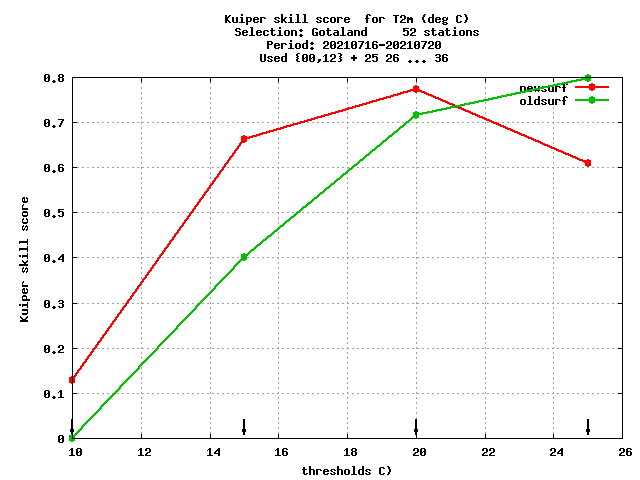 Kuiper skill score  for T2m (deg C)
Selection: Gotaland     52 stations
Period: 20210716-20210720
Used {00,12} + 25 26 ... 36
newsurf
oldsurf
0.8
0.7
0.6
0.5
0.4
0.3
0.2
0.1
0
Kuiper skill score
10 12 14 16 18 20 22 24 26
thresholds C)